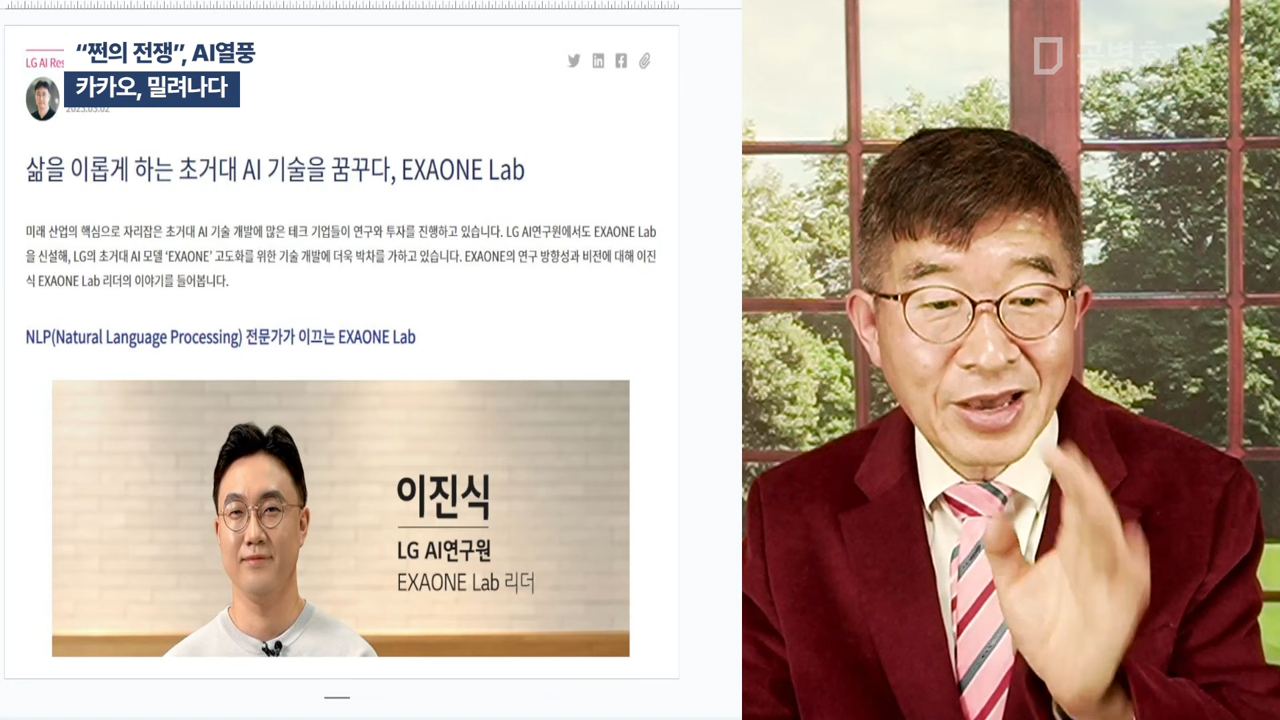 “쩐의 전쟁”, AI열풍
카카오, 밀려나다
LG AI Res
2023.03.02
삶을 이롭게 하는 초거대 AI 기술을 꿈꾸다, EXAONE Lab
미래 산업의 핵심으로 자리잡은 초거대 AI 기술 개발에 많은 테크 기업들이 연구와 투자를 진행하고 있습니다. LG AI연구원에서도 EXAONE Lab
을 신설해, LG의 초거대 AI 모델 ‘EXAONE’ 고도화를 위한 기술 개발에 더욱 박차를 가하고 있습니다. EXAONE의 연구 방향성과 비전에 대해 이진
식 EXAONE Lab 리더의 이야기를 들어봅니다.
NLP(Natural Language Processing) 전문가가 이끄는 EXAONE Lab
이진식
LG AI연구원
EXAONE Lab 리더